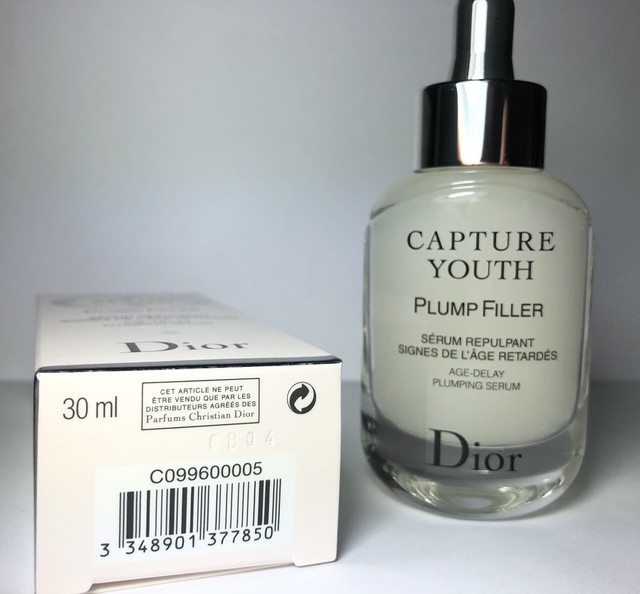 CAPTURE
YOUTH
PLUMP FILLER
SÉRUM REPULPANT
SIGNES DE L'ÂGE RETARDÉS
AGE-DELAY
PLUMPING SERUM
Dior
Dior
30 ml
CET ARTICLE NE PEUT
ÊTRE VENDU QUE PAR LES
DISTRIBUTEURS AGRÉÉS DES
Parfums Christian Dior
C099600005
3 348901 377850